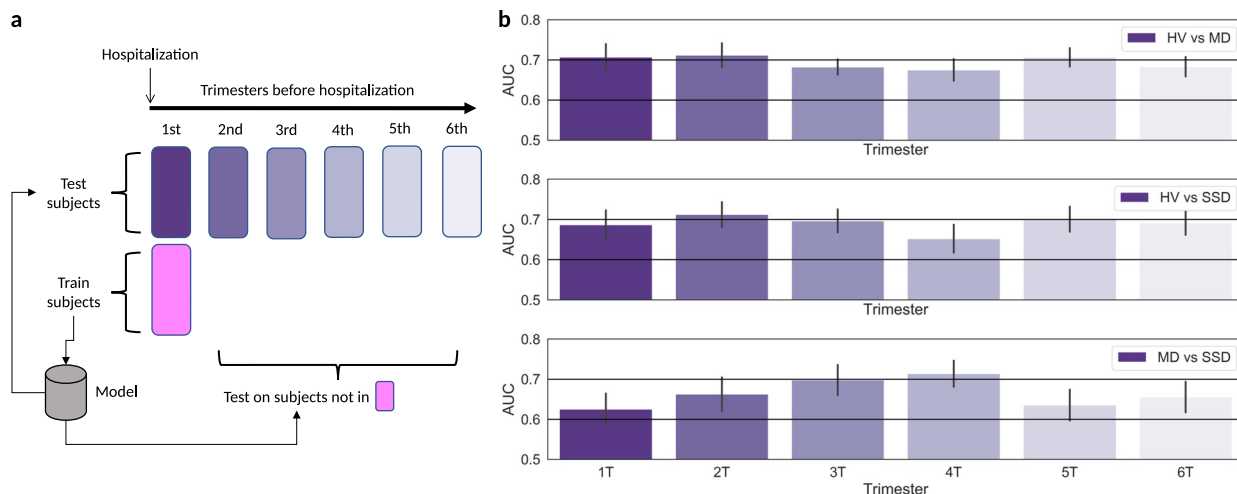 a
Hospitalization
Trimesters before hospitalization
1st 2nd 3rd 4th 5th 6th
Test
subjects
Train
subjects
Model
Test on subjects not in
b
0.8
0.7
0.6
0.5
AUC
HV vs MD
Trimester
0.8
0.7
0.6
0.5
AUC
HV vs SSD
Trimester
0.8
0.7
0.6
0.5
AUC
MD vs SSD
1T 2T 3T 4T 5T 6T
Trimester